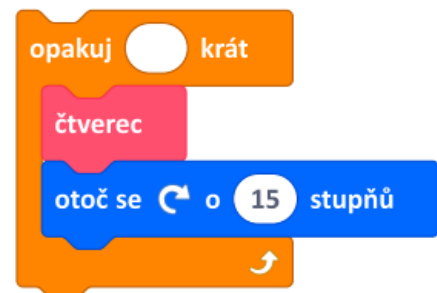 opakuj krát
čtverec
otoč se o 15 stupňů